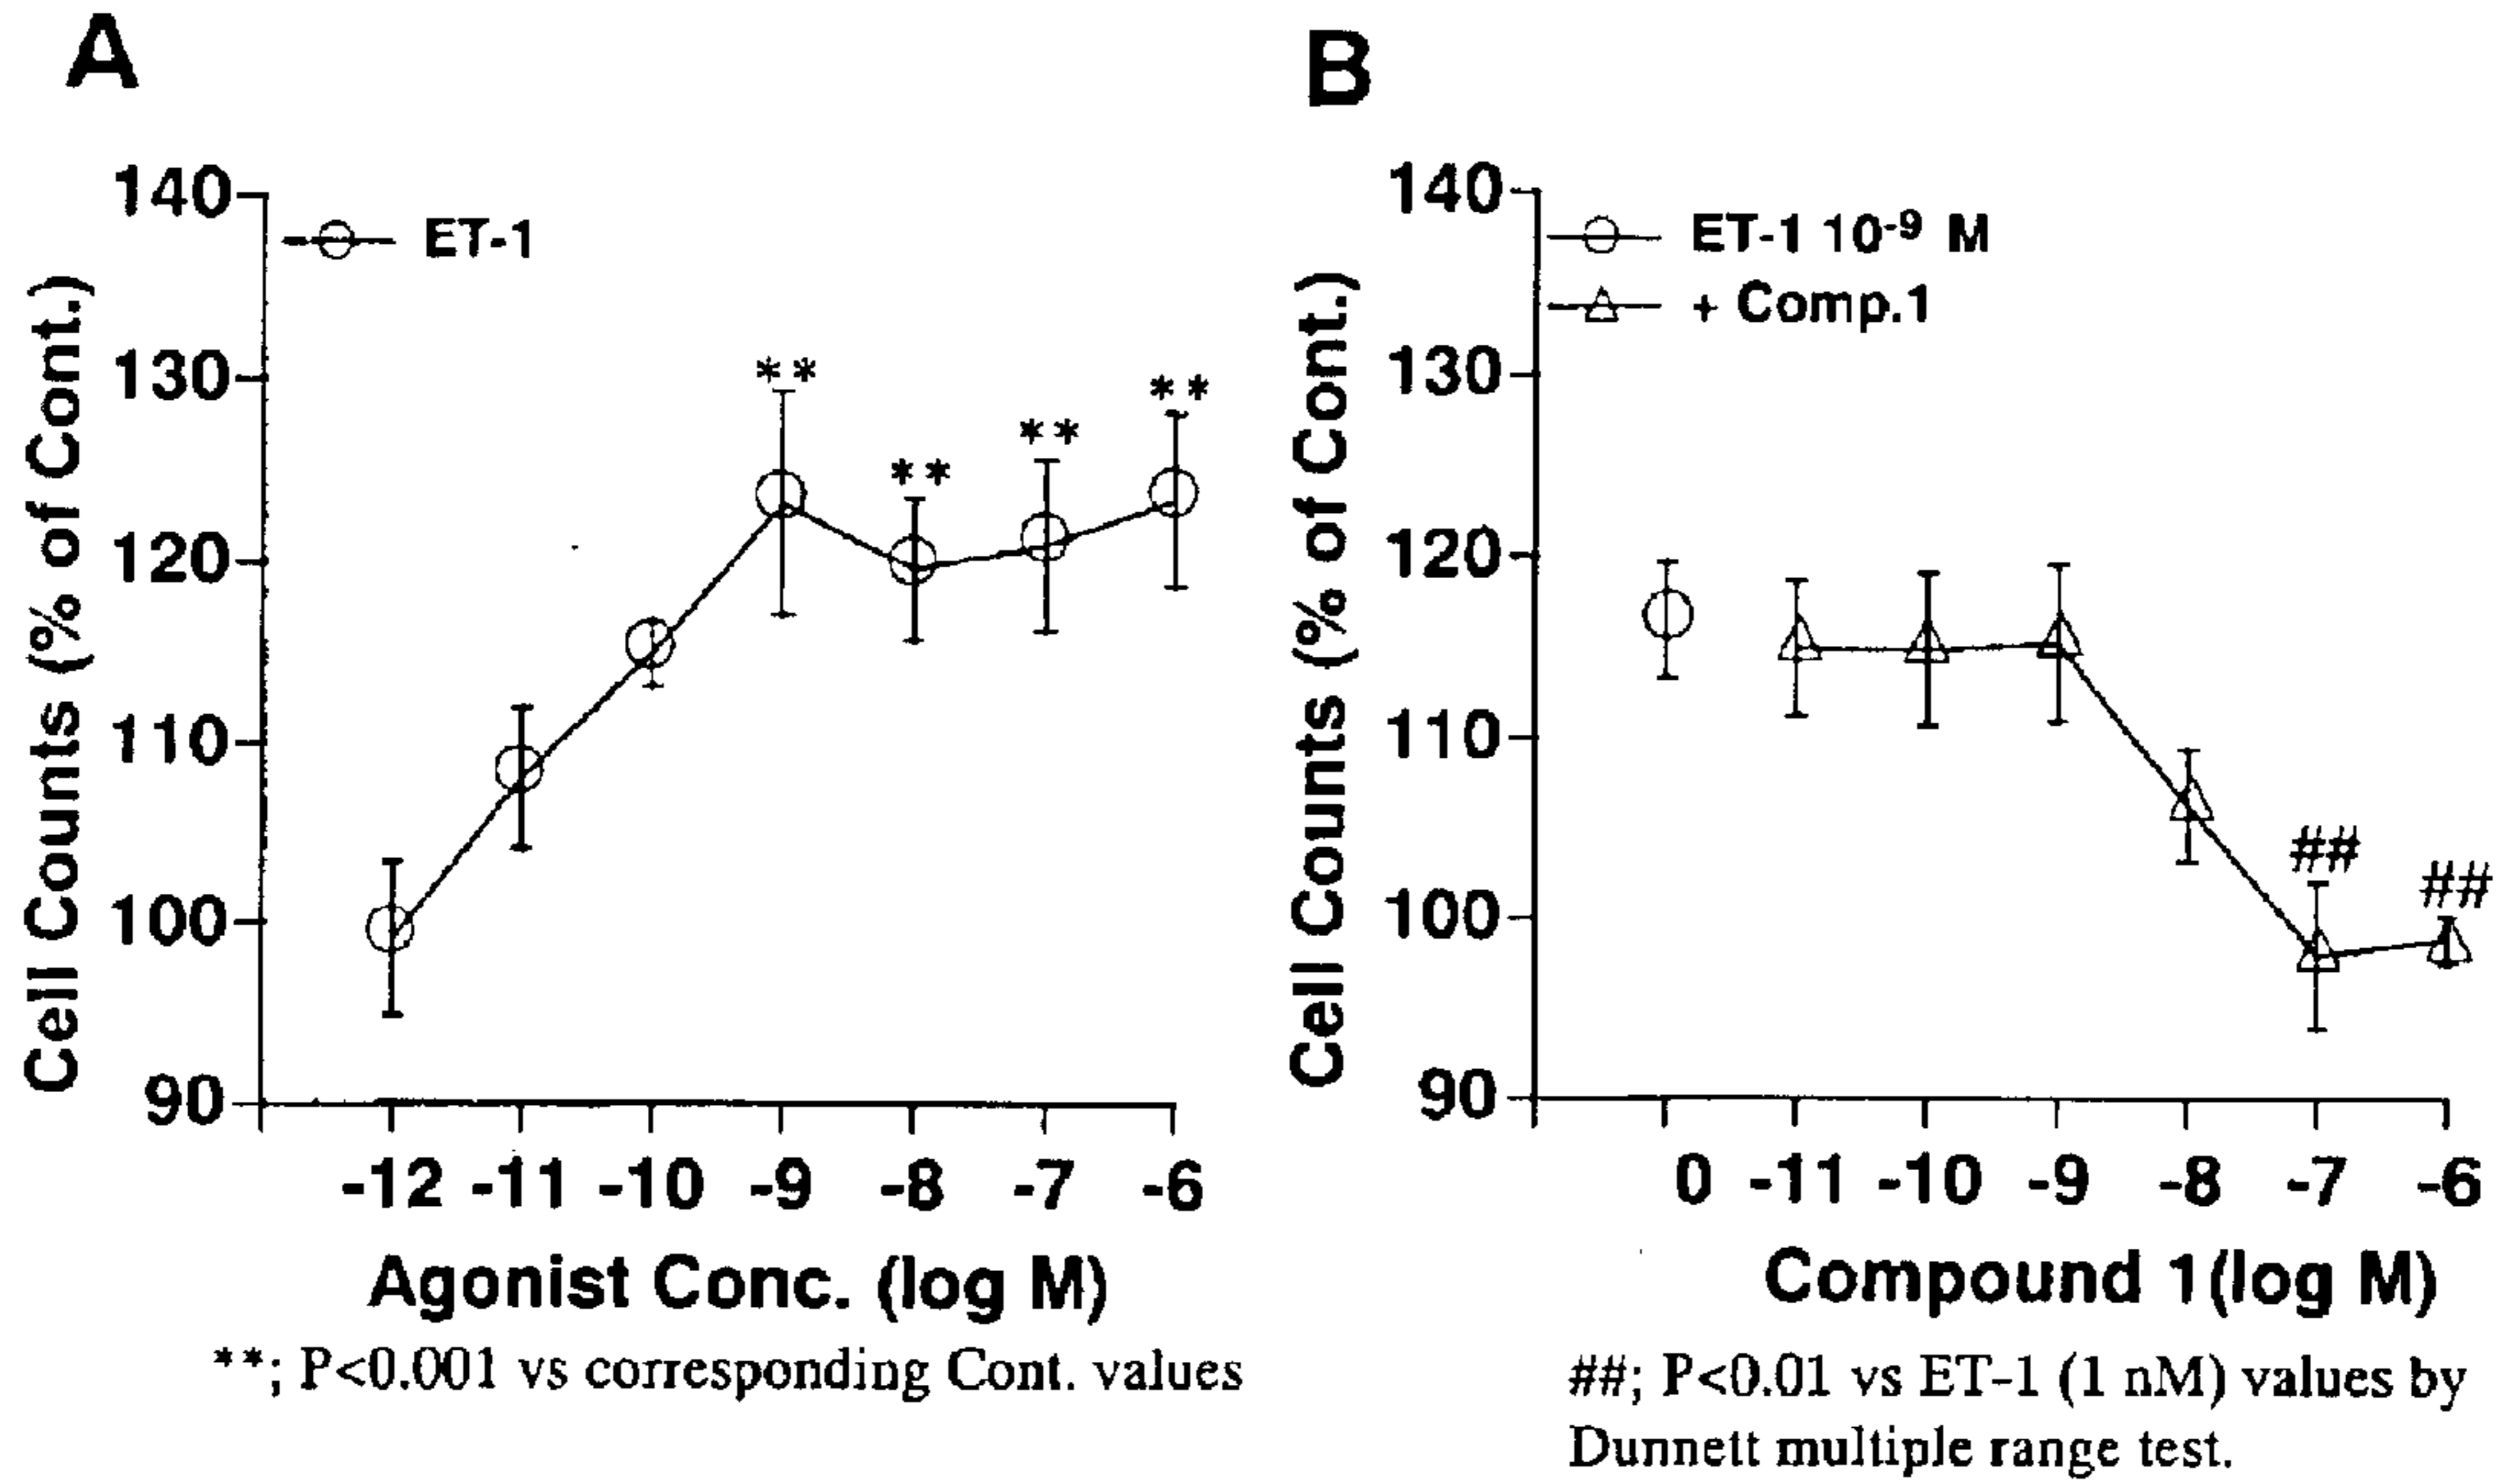 A
140
130
120
110
100
90
Cell Counts (% of Cont.)
ET-1
**
**
**
**
-12 -11 -10 -9 -8 -7 -6
Agonist Conc. (log M)
**; P<0.001 vs corresponding Cont. values
B
140
130
120
110
100
90
Cell Counts (% of Cont.)
ET-1 10⁻⁹ M
+ Comp.1
##
##
0 -11 -10 -9 -8 -7 -6
Compound 1(log M)
##; P<0.01 vs ET-1 (1 nM) values by
Dunnett multiple range test.